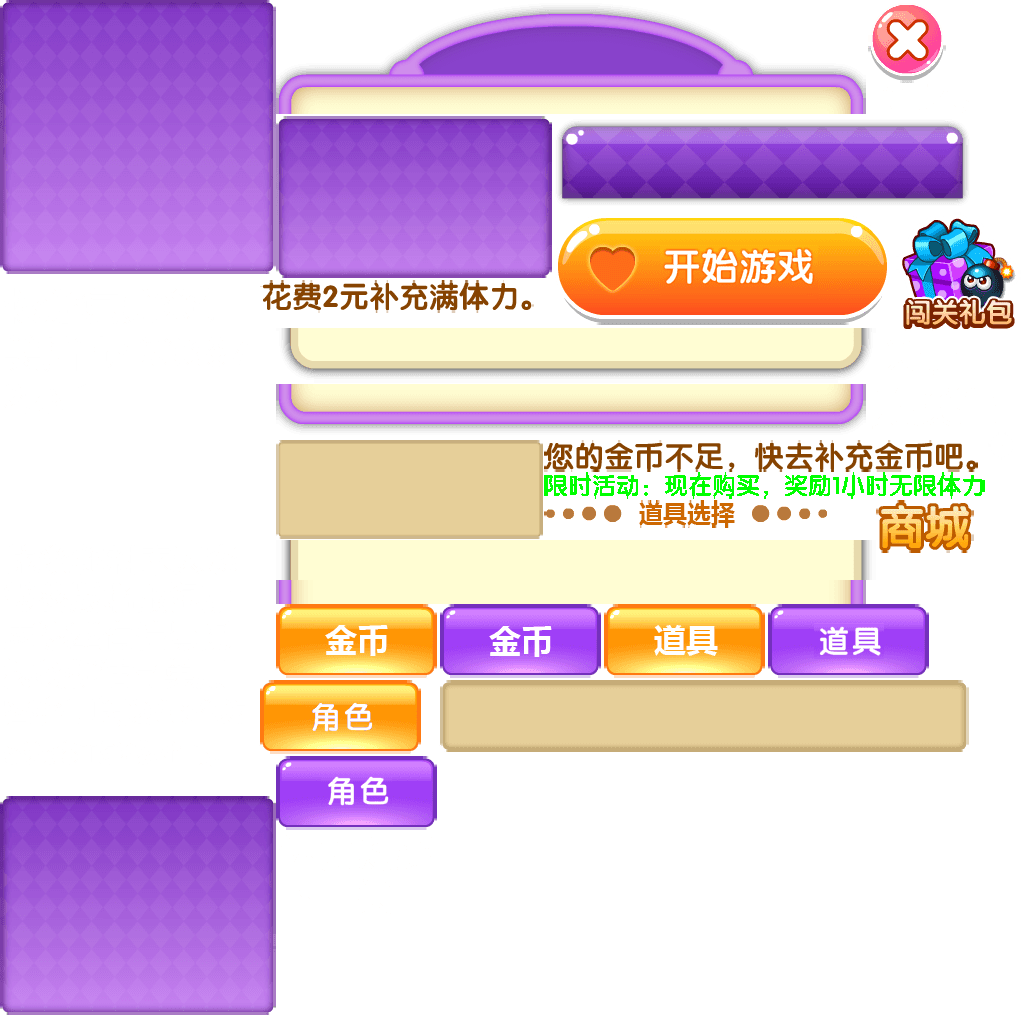 开始游戏
花费2元补充满体力。
闯关礼包
您的金币不足，快去补充金币吧。
限时活动：现在购买，奖励1小时无限体力
道具选择
商城
金币
金币
道具
道具
角色
角色